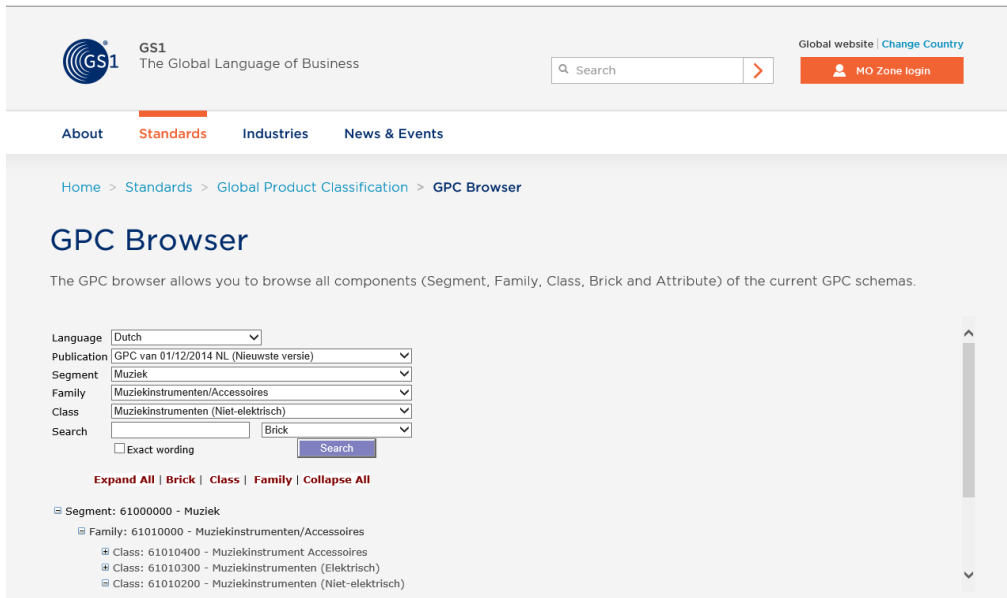 GS1
GS1
The Global Language of Business
Global website | Change Country
Search
MO Zone login
About Standards Industries News & Events
Home > Standards > Global Product Classification > GPC Browser
GPC Browser
The GPC browser allows you to browse all components (Segment, Family, Class, Brick and Attribute) of the current GPC schemas.
Language Dutch
Publication GPC van 01/12/2014 NL (Nieuwste versie)
Segment Muziek
Family Muziekinstrumenten/Accessoires
Class Muziekinstrumenten (Niet-elektrisch)
Search Brick
Exact wording Search
Expand All | Brick | Class | Family | Collapse All
Segment: 61000000 - Muziek
Family: 61010000 - Muziekinstrumenten/Accessoires
Class: 61010400 - Muziekinstrument Accessoires
Class: 61010300 - Muziekinstrumenten (Elektrisch)
Class: 61010200 - Muziekinstrumenten (Niet-elektrisch)